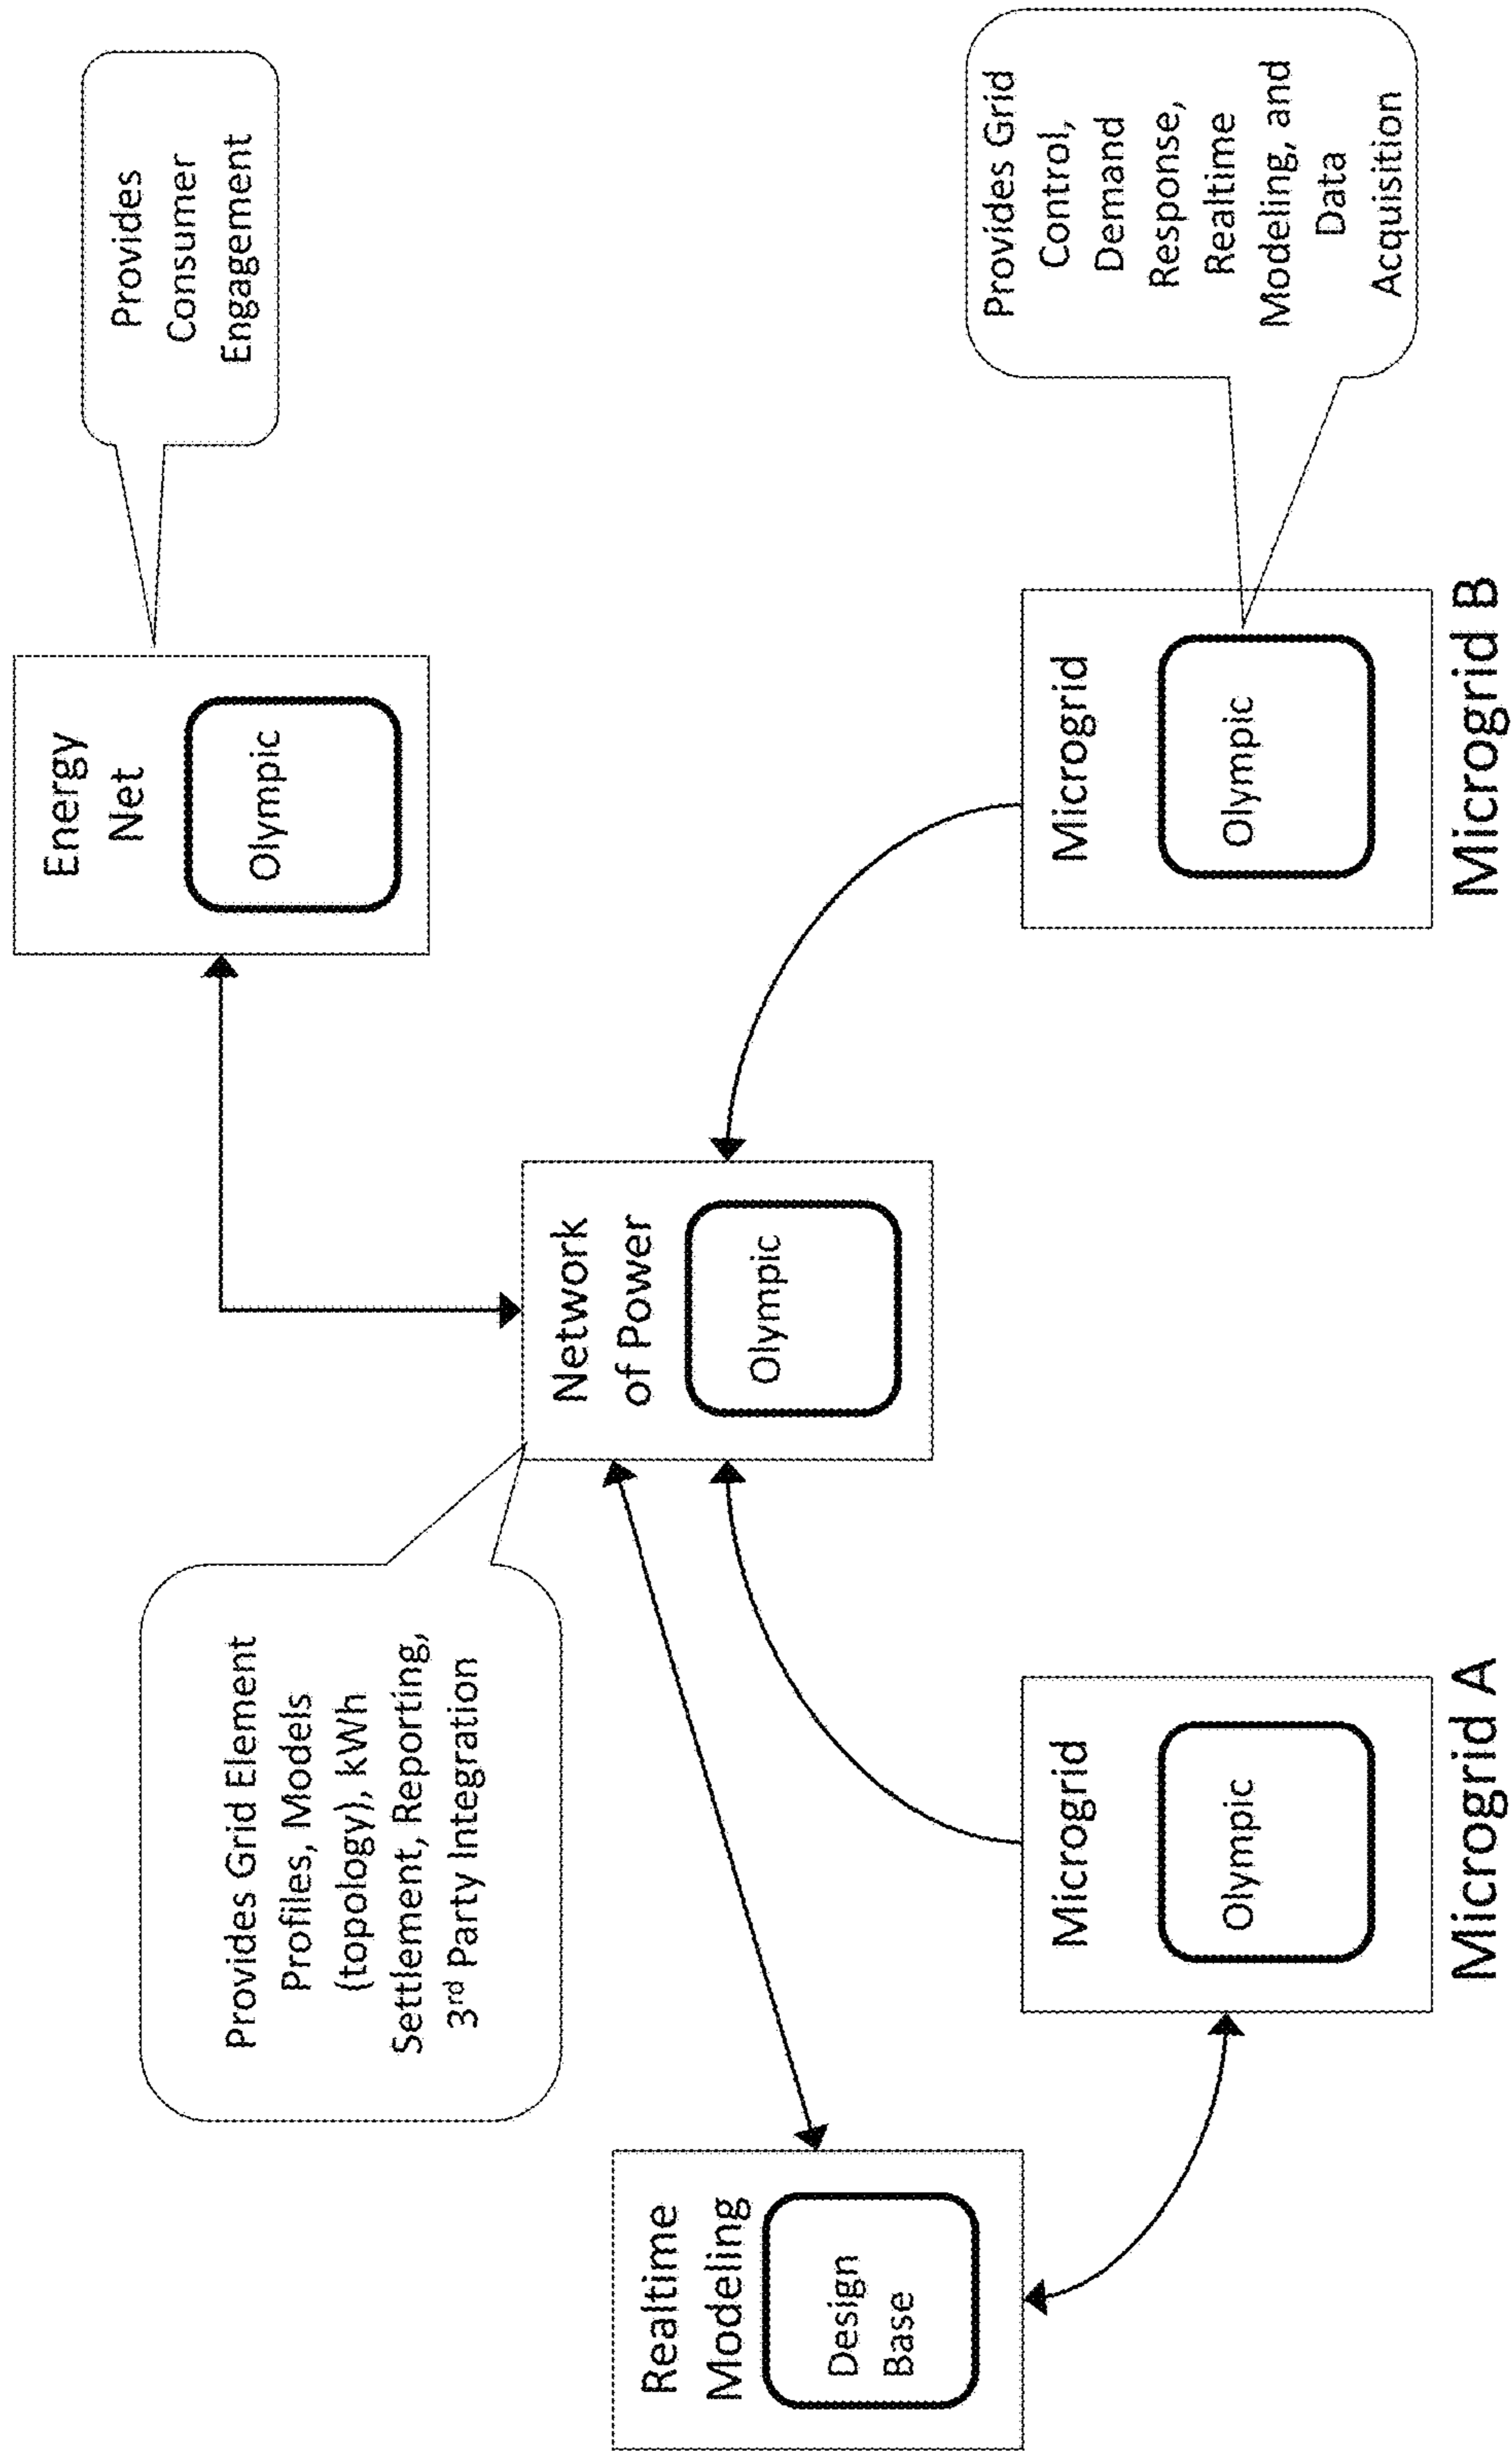 Energy
Net
Olympic
Provides
Consumer
Engagement
Provides Grid Element
Profiles, Models
(topology), kWh
Settlement, Reporting,
3rd Party Integration
Network
of Power
Olympic
Realtime
Modeling
Design
Base
Microgrid
Olympic
Microgrid A
Microgrid
Olympic
Microgrid B
Provides Grid
Control,
Demand
Response,
Realtime
Modeling, and
Data
Acquisition